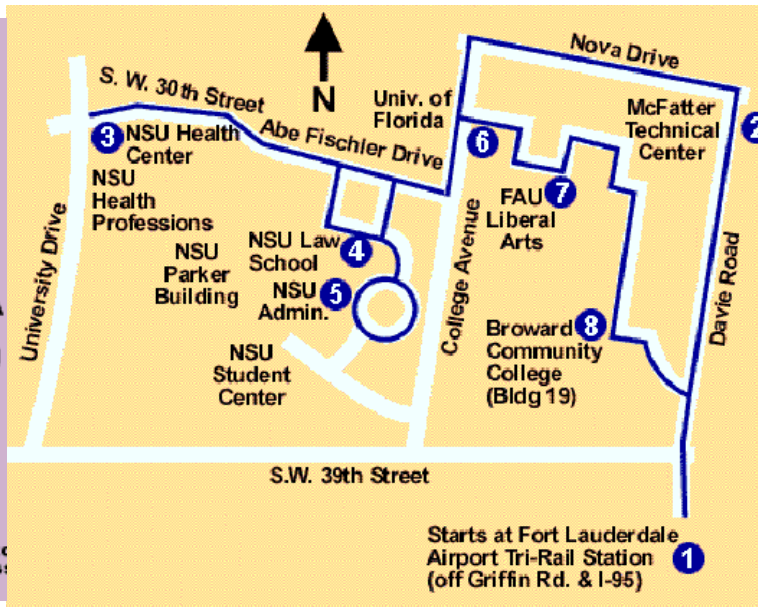 Nova Drive
S. W. 30th Street
N
Univ. of
Florida
McFatter
Technical
Center
2
Abe Fischler Drive
3
NSU Health
Center
6
NSU
Health
Professions
7
FAU
Liberal
Arts
University Drive
NSU Law
School
4
NSU
Parker
Building
NSU
Admin.
5
College Avenue
Davie Road
Broward
Community
College
(Bldg 19)
8
NSU
Student
Center
S.W. 39th Street
Starts at Fort Lauderdale
Airport Tri-Rail Station
(off Griffin Rd. & I-95)
1